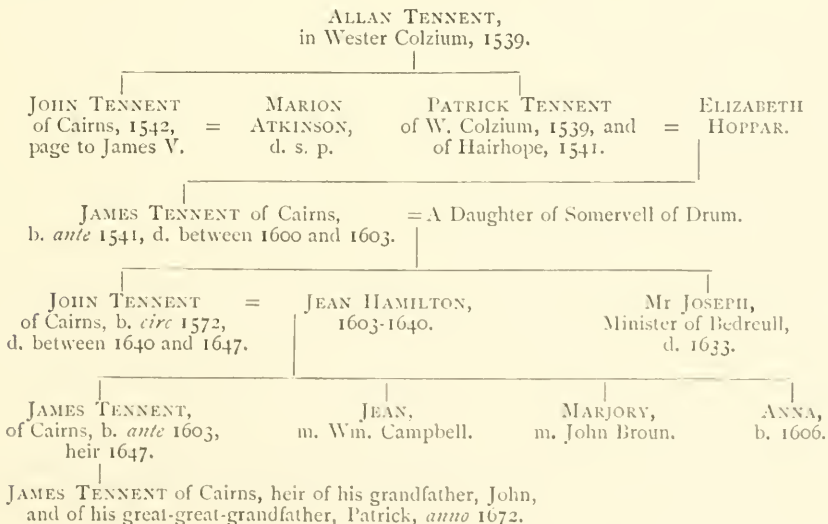 ALLAN TENNENT,
in Wester Colzium, 1539.
JOHN TENNENT
of Cairns, 1542,
page to James V.
=
MARION
ATKINSON,
d. s. p.
PATRICK TENNENT
of W. Colzium, 1539, and
of Hairhope, 1541.
=
ELIZABETH
HOPPAR.
JAMES TENNENT of Cairns,
b. ante 1541, d. between 1600 and 1603.
= A Daughter of Somervell of Drum.
JOHN TENNENT
of Cairns, b. circ 1572,
d. between 1640 and 1647.
=
JEAN HAMILTON,
1603-1640.
Mr JOSEPH,
Minister of Bedreull,
d. 1633.
JAMES TENNENT,
of Cairns, b. ante 1603,
heir 1647.
JEAN,
m. Wm. Campbell.
MARJORY,
m. John Broun.
ANNA,
b. 1606.
JAMES TENNENT of Cairns, heir of his grandfather, John,
and of his great-great-grandfather, Patrick, anno 1672.